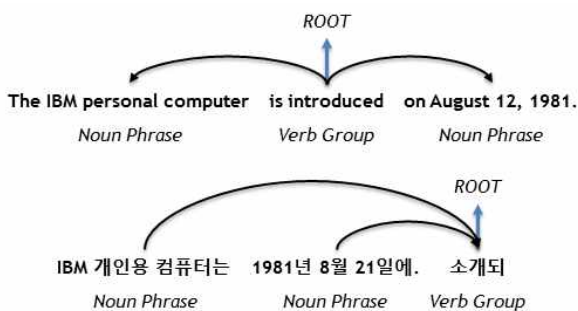 ROOT
The IBM personal computer is introduced on August 12, 1981.
Noun Phrase Verb Group Noun Phrase
ROOT
IBM 개인용 컴퓨터는 1981년 8월 21일에. 소개되
Noun Phrase Noun Phrase Verb Group